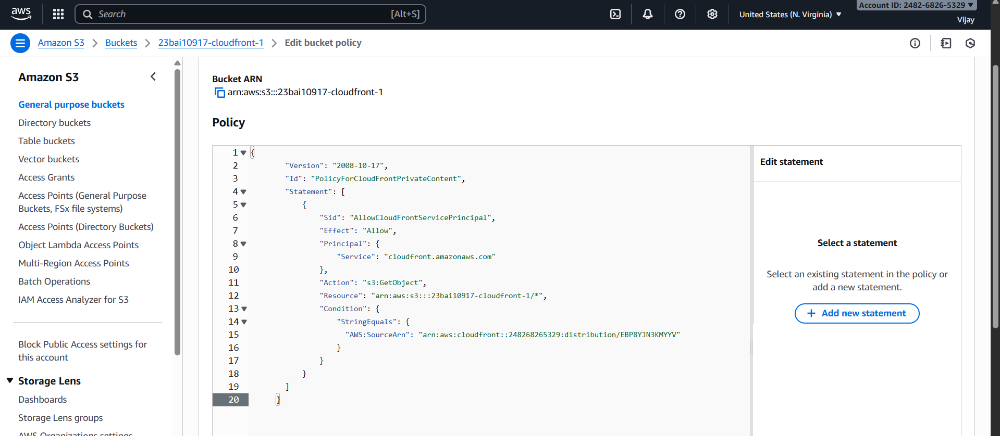 aws
Search [Alt+S]
United States (N. Virginia)
Account ID: 2482-6826-5329
Vijay
Amazon S3 > Buckets > 23bai10917-cloudfront-1 > Edit bucket policy
Amazon S3
General purpose buckets
Directory buckets
Table buckets
Vector buckets
Access Grants
Access Points (General Purpose
Buckets, FSx file systems)
Access Points (Directory Buckets)
Object Lambda Access Points
Multi-Region Access Points
Batch Operations
IAM Access Analyzer for S3
Block Public Access settings for
this account
Storage Lens
Dashboards
Storage Lens groups
AWS Organizations settings
Bucket ARN
arn:aws:s3:::23bai10917-cloudfront-1
Policy
1 {
2 "Version": "2008-10-17",
3 "Id": "PolicyForCloudFrontPrivateContent",
4 "Statement": [
5 {
6 "Sid": "AllowCloudFrontServicePrincipal",
7 "Effect": "Allow",
8 "Principal": {
9 "Service": "cloudfront.amazonaws.com"
10 },
11 "Action": "s3:GetObject",
12 "Resource": "arn:aws:s3:::23bai10917-cloudfront-1/*",
13 "Condition": {
14 "StringEquals": {
15 "AWS:SourceArn": "arn:aws:cloudfront::248268265329:distribution/EBP8YJN3KMYYV"
16 }
17 }
18 }
19 ]
20 }
Edit statement
Select a statement
Select an existing statement in the policy or
add a new statement.
+ Add new statement